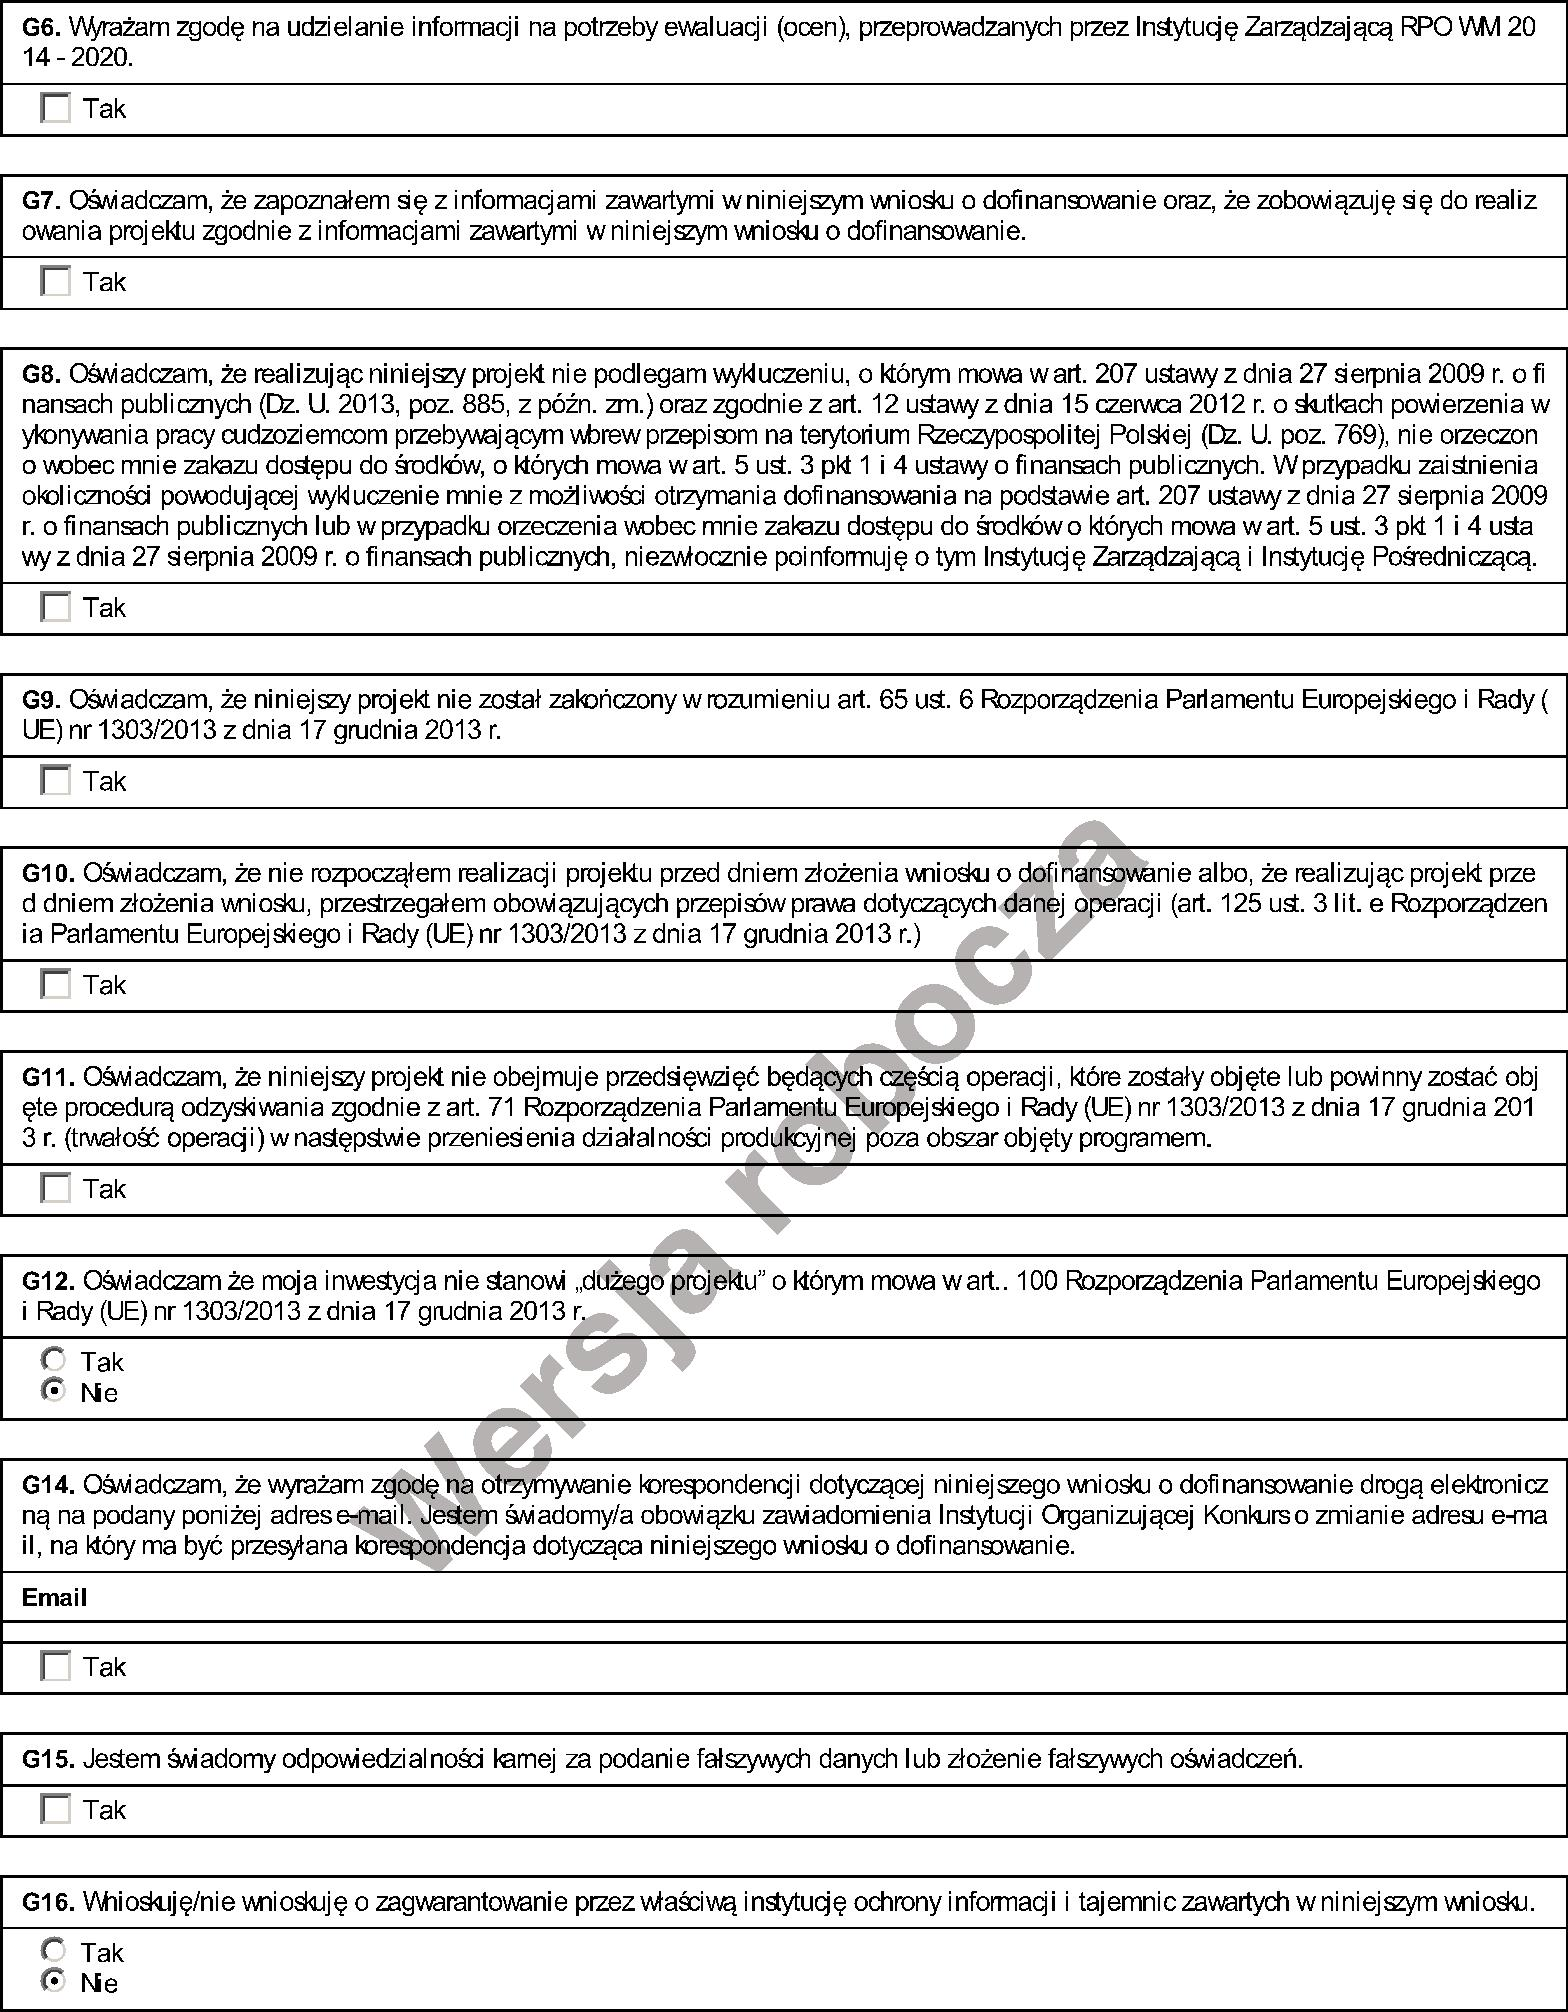 G6. Wyrażam zgodę na udzielanie informacji na potrzeby ewaluacji (ocen), przeprowadzanych przez Instytucję Zarządzającą RPO WM 20
14 - 2020.
Tak
G7. Oświadczam, że zapoznałem się z informacjami zawartymi w niniejszym wniosku o dofinansowanie oraz, że zobowiązuję się do realiz
owania projektu zgodnie z informacjami zawartymi w niniejszym wniosku o dofinansowanie.
Tak
G8. Oświadczam, że realizując niniejszy projekt nie podlegam wykluczeniu, o którym mowa w art. 207 ustawy z dnia 27 sierpnia 2009 r. o fi
nansach publicznych (Dz. U. 2013, poz. 885, z późn. zm.) oraz zgodnie z art. 12 ustawy z dnia 15 czerwca 2012 r. o skutkach powierzenia w
ykonywania pracy cudzoziemcom przebywającym wbrew przepisom na terytorium Rzeczypospolitej Polskiej (Dz. U. poz. 769), nie orzeczon
o wobec mnie zakazu dostępu do środków, o których mowa w art. 5 ust. 3 pkt 1 i 4 ustawy o finansach publicznych. W przypadku zaistnienia
okoliczności powodującej wykluczenie mnie z możliwości otrzymania dofinansowania na podstawie art. 207 ustawy z dnia 27 sierpnia 2009
r. o finansach publicznych lub w przypadku orzeczenia wobec mnie zakazu dostępu do środków o których mowa w art. 5 ust. 3 pkt 1 i 4 usta
wy z dnia 27 sierpnia 2009 r. o finansach publicznych, niezwłocznie poinformuję o tym Instytucję Zarządzającą i Instytucję Pośredniczącą.
Tak
G9. Oświadczam, że niniejszy projekt nie został zakończony w rozumieniu art. 65 ust. 6 Rozporządzenia Parlamentu Europejskiego i Rady (
UE) nr 1303/2013 z dnia 17 grudnia 2013 r.
Tak
G10. Oświadczam, że nie rozpocząłem realizacji projektu przed dniem złożenia wniosku o dofinansowanie albo, że realizując projekt prze
d dniem złożenia wniosku, przestrzegałem obowiązujących przepisów prawa dotyczących danej operacji (art. 125 ust. 3 lit. e Rozporządzen
ia Parlamentu Europejskiego i Rady (UE) nr 1303/2013 z dnia 17 grudnia 2013 r.)
Tak
G11. Oświadczam, że niniejszy projekt nie obejmuje przedsięwzięć będących częścią operacji, które zostały objęte lub powinny zostać obj
ęte procedurą odzyskiwania zgodnie z art. 71 Rozporządzenia Parlamentu Europejskiego i Rady (UE) nr 1303/2013 z dnia 17 grudnia 201
3 r. (trwałość operacji) w następstwie przeniesienia działalności produkcyjnej poza obszar objęty programem.
Tak
G12. Oświadczam że moja inwestycja nie stanowi „dużego projektu” o którym mowa w art.. 100 Rozporządzenia Parlamentu Europejskiego
i Rady (UE) nr 1303/2013 z dnia 17 grudnia 2013 r.
Tak
Nie
G14. Oświadczam, że wyrażam zgodę na otrzymywanie korespondencji dotyczącej niniejszego wniosku o dofinansowanie drogą elektronicz
ną na podany poniżej adres e-mail. Jestem świadomy/a obowiązku zawiadomienia Instytucji Organizującej Konkurs o zmianie adresu e-ma
il, na który ma być przesyłana korespondencja dotycząca niniejszego wniosku o dofinansowanie.
Email
Tak
G15. Jestem świadomy odpowiedzialności karnej za podanie fałszywych danych lub złożenie fałszywych oświadczeń.
Tak
G16. Wnioskuję/nie wnioskuję o zagwarantowanie przez właściwą instytucję ochrony informacji i tajemnic zawartych w niniejszym wniosku.
Tak
Nie
Wersja robocza